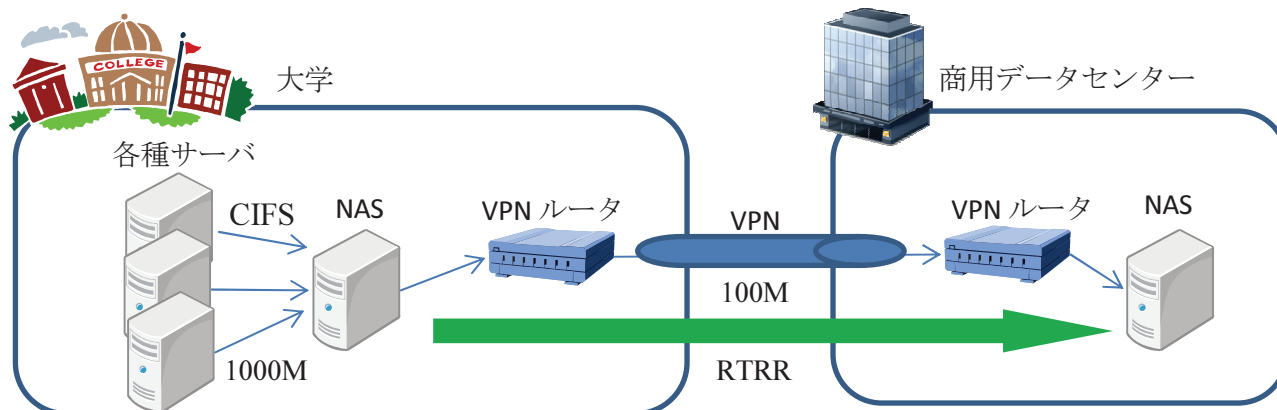 COLLEGE
大学
商用データセンター
各種サーバ
CIFS
NAS
VPN ルータ
VPN
VPN ルータ
NAS
100M
1000M
RTRR